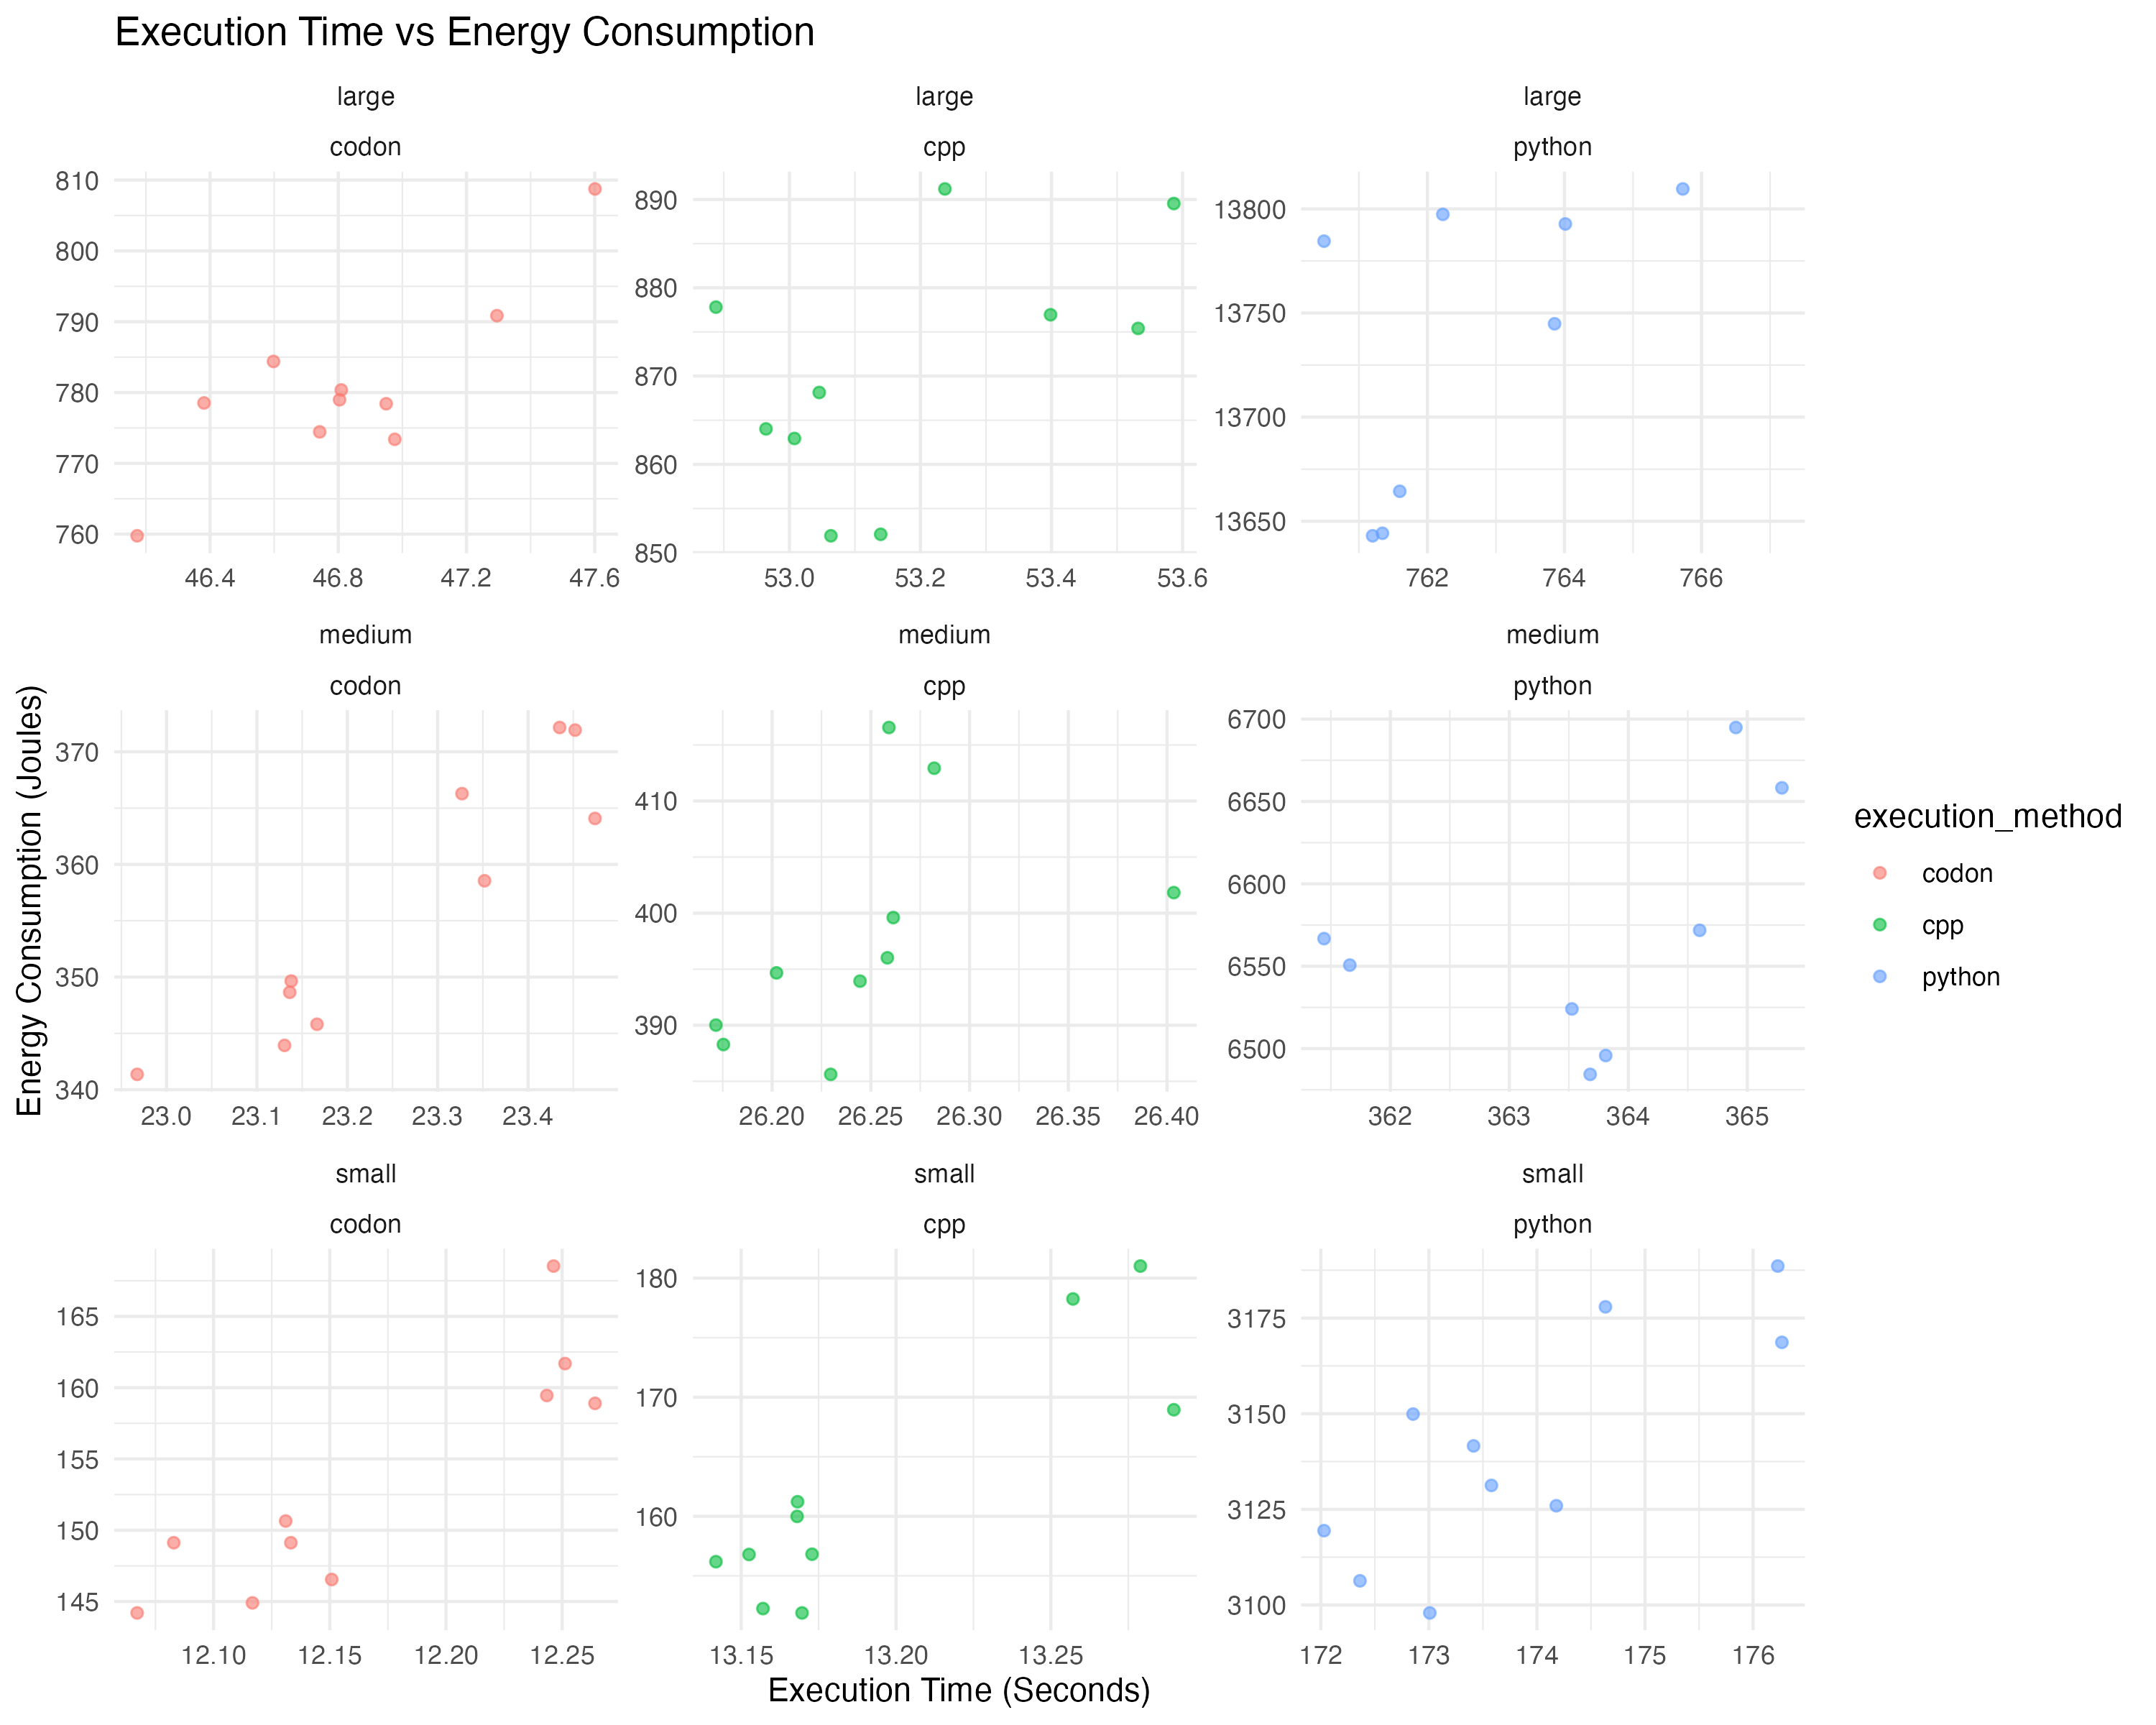 Execution Time vs Energy Consumption
large large large
codon cpp python
810
800
790
780
770
760
46.4 46.8 47.2 47.6
890
880
870
860
850
53.0 53.2 53.4 53.6
13800
13750
13700
13650
762 764 766
medium medium medium
codon cpp python
370
360
350
340
23.0 23.1 23.2 23.3 23.4
410
400
390
26.20 26.25 26.30 26.35 26.40
6700
6650
6600
6550
6500
362 363 364 365
small small small
codon cpp python
165
160
155
150
145
12.10 12.15 12.20 12.25
180
170
160
13.15 13.20 13.25
3175
3150
3125
3100
172 173 174 175 176
Energy Consumption (Joules)
Execution Time (Seconds)
execution_method
codon
cpp
python